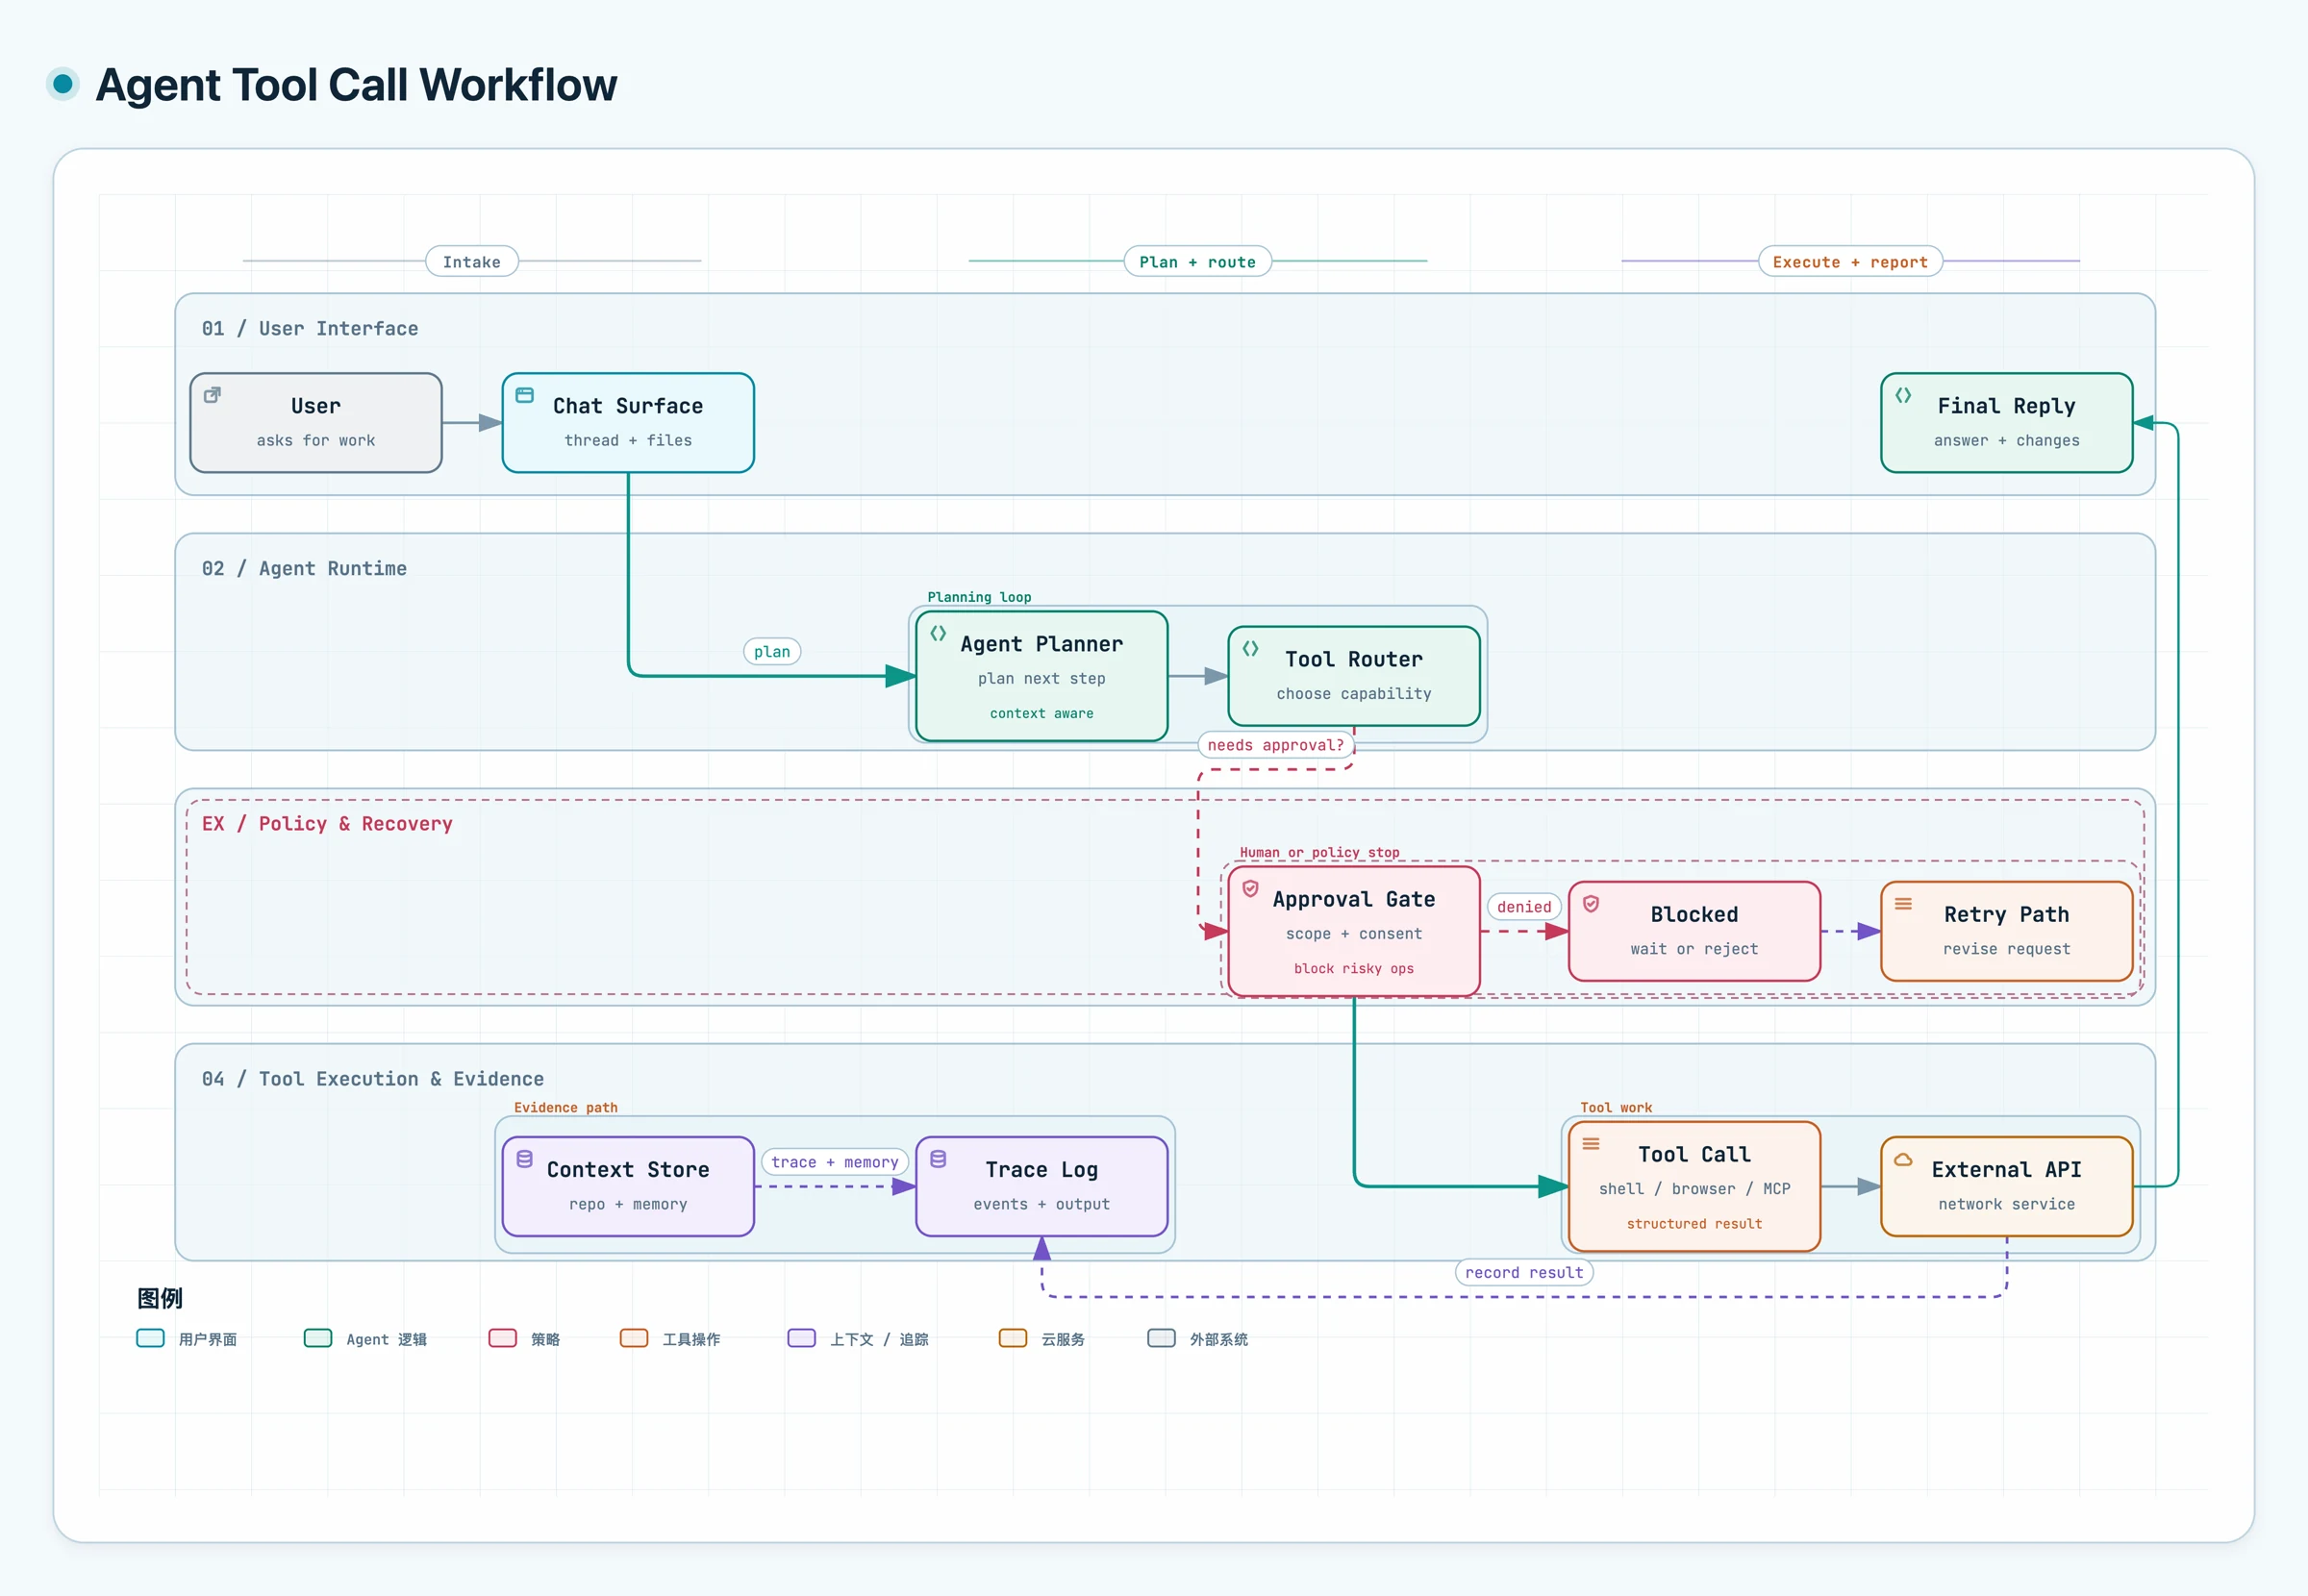 Agent Tool Call Workflow
Intake
Plan + route
Execute + report
01 / User Interface
User
asks for work
Chat Surface
thread + files
Final Reply
answer + changes
02 / Agent Runtime
plan
Planning loop
Agent Planner
plan next step
context aware
Tool Router
choose capability
needs approval?
EX / Policy & Recovery
Human or policy stop
Approval Gate
scope + consent
block risky ops
denied
Blocked
wait or reject
Retry Path
revise request
04 / Tool Execution & Evidence
Evidence path
Context Store
repo + memory
trace + memory
Trace Log
events + output
Tool work
Tool Call
shell / browser / MCP
structured result
External API
network service
record result
图例
用户界面
Agent 逻辑
策略
工具操作
上下文 / 追踪
云服务
外部系统